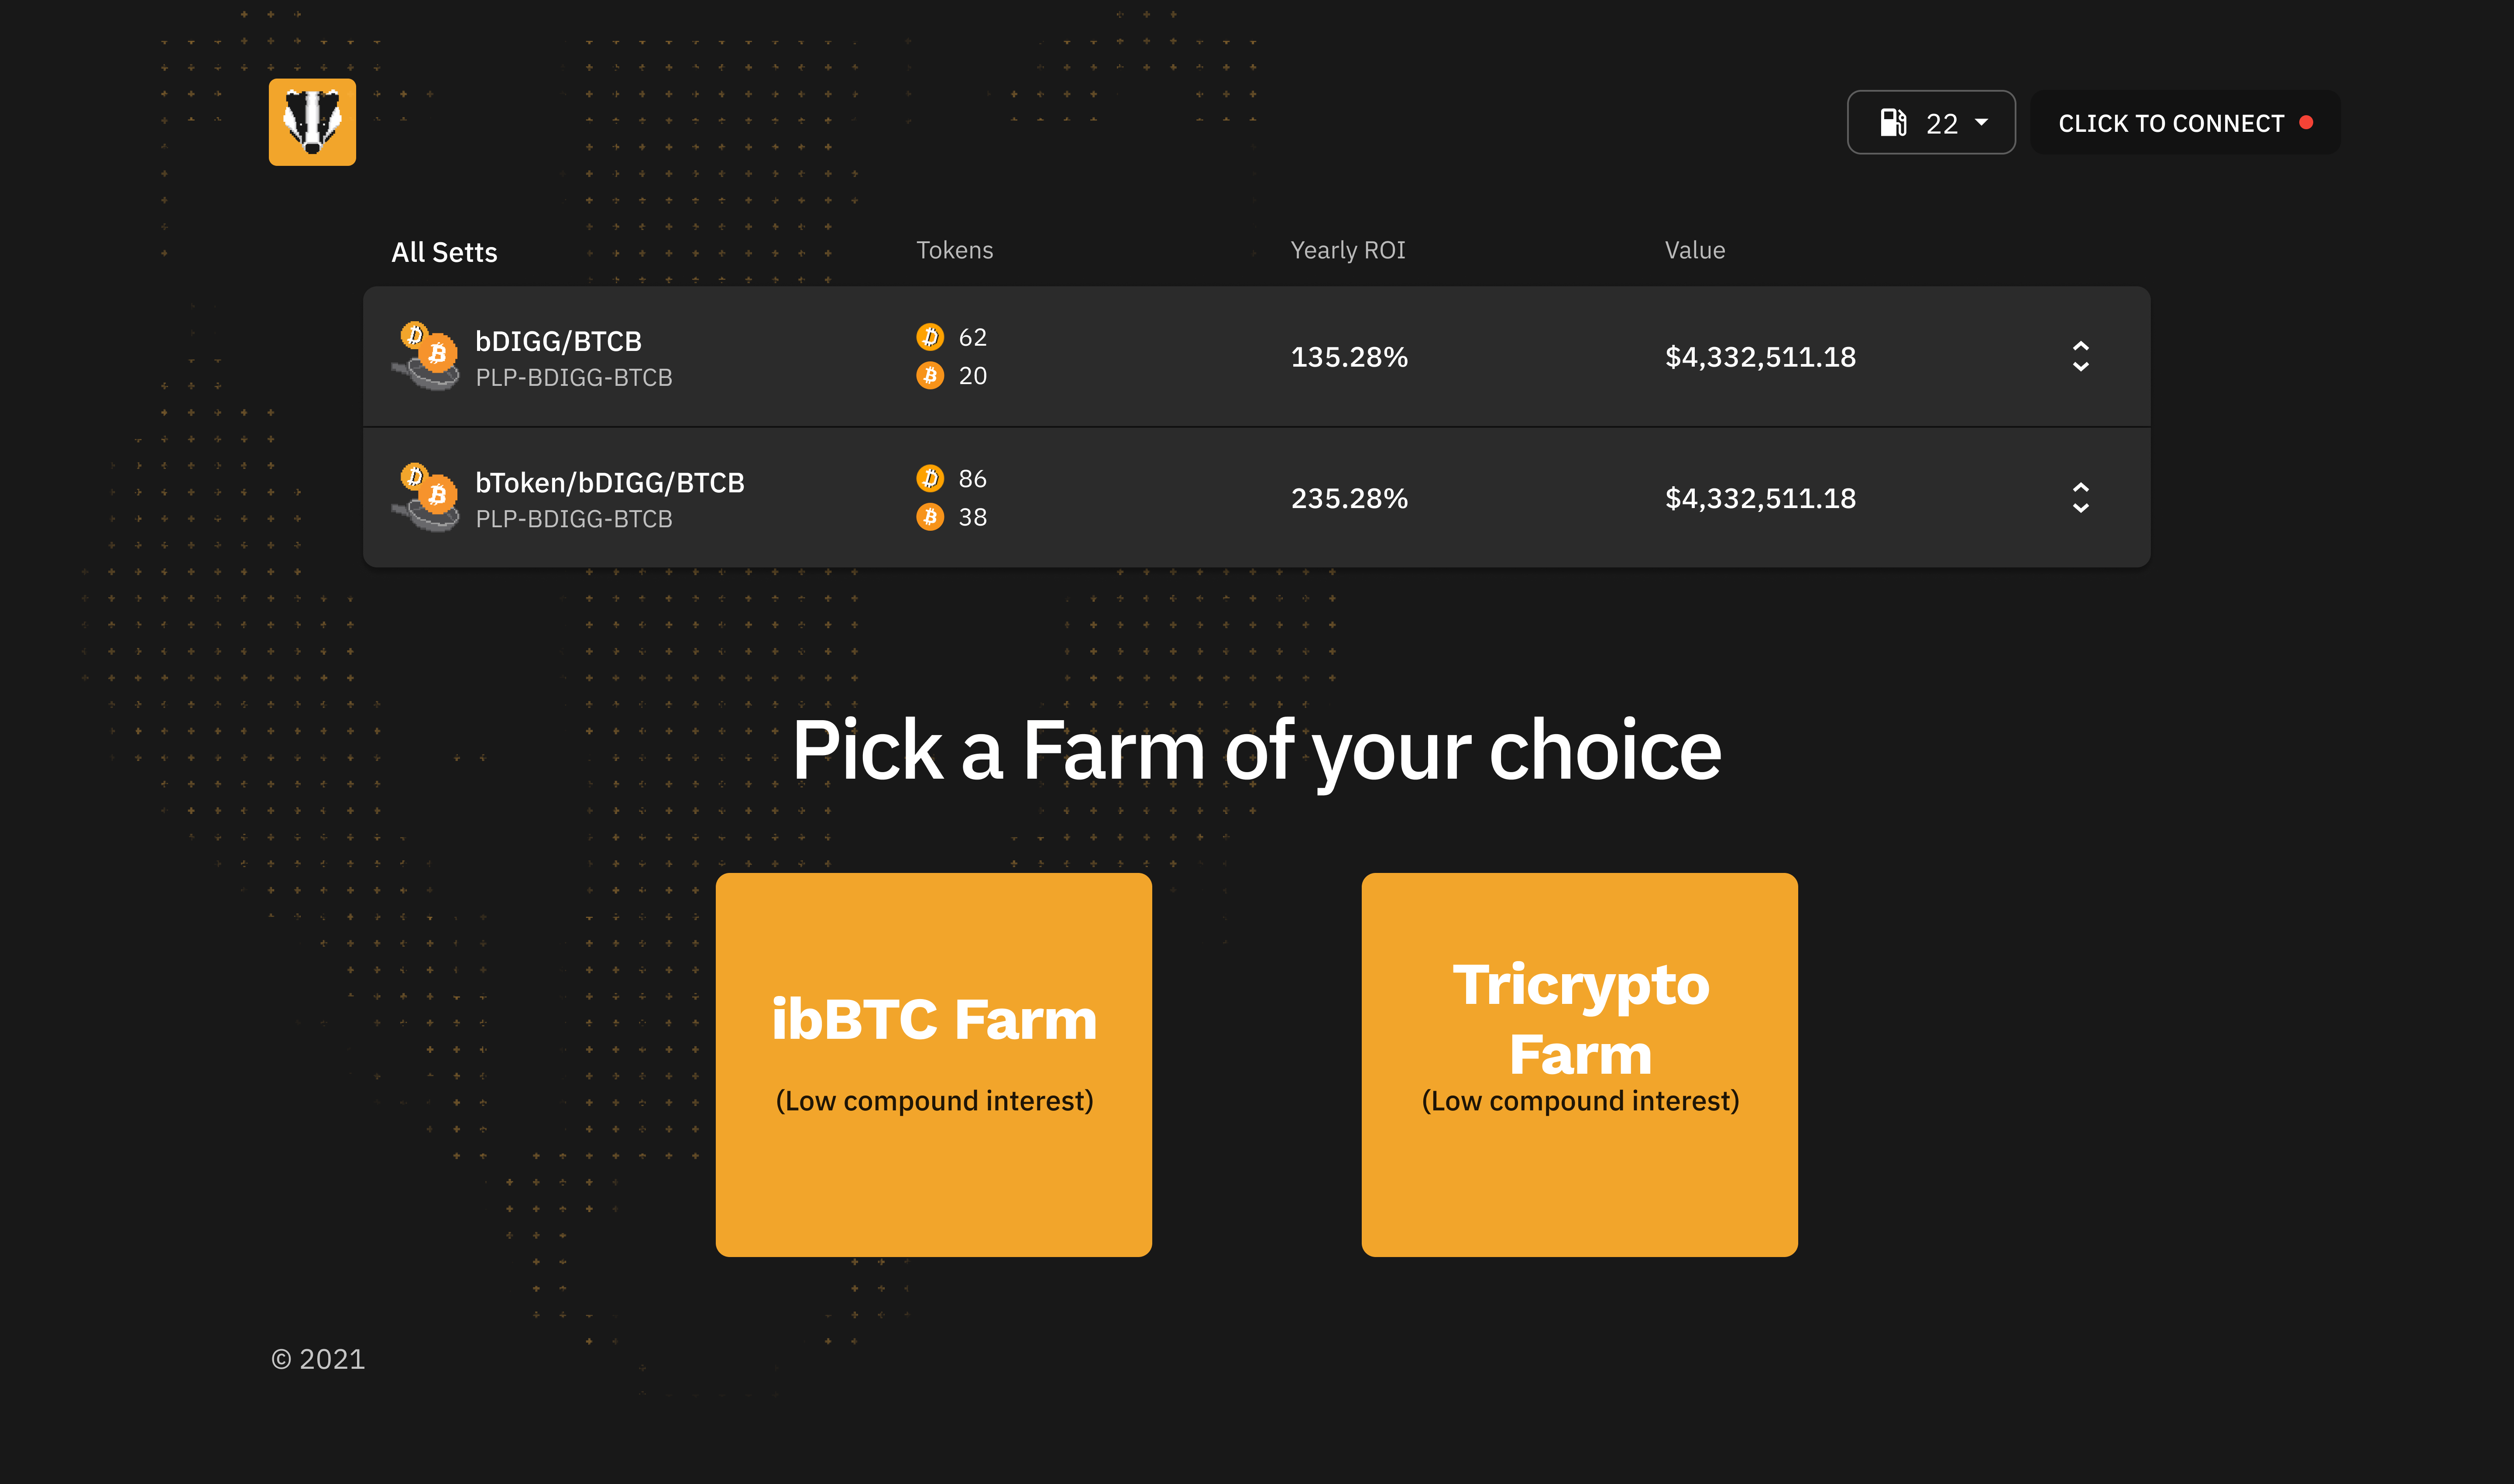 22
CLICK TO CONNECT
All Setts Tokens Yearly ROI Value
bDIGG/BTCB
PLP-BDIGG-BTCB
62
20
135.28%
$4,332,511.18
bToken/bDIGG/BTCB
PLP-BDIGG-BTCB
86
38
235.28%
$4,332,511.18
Pick a Farm of your choice
ibBTC Farm
(Low compound interest)
Tricrypto
Farm
(Low compound interest)
© 2021